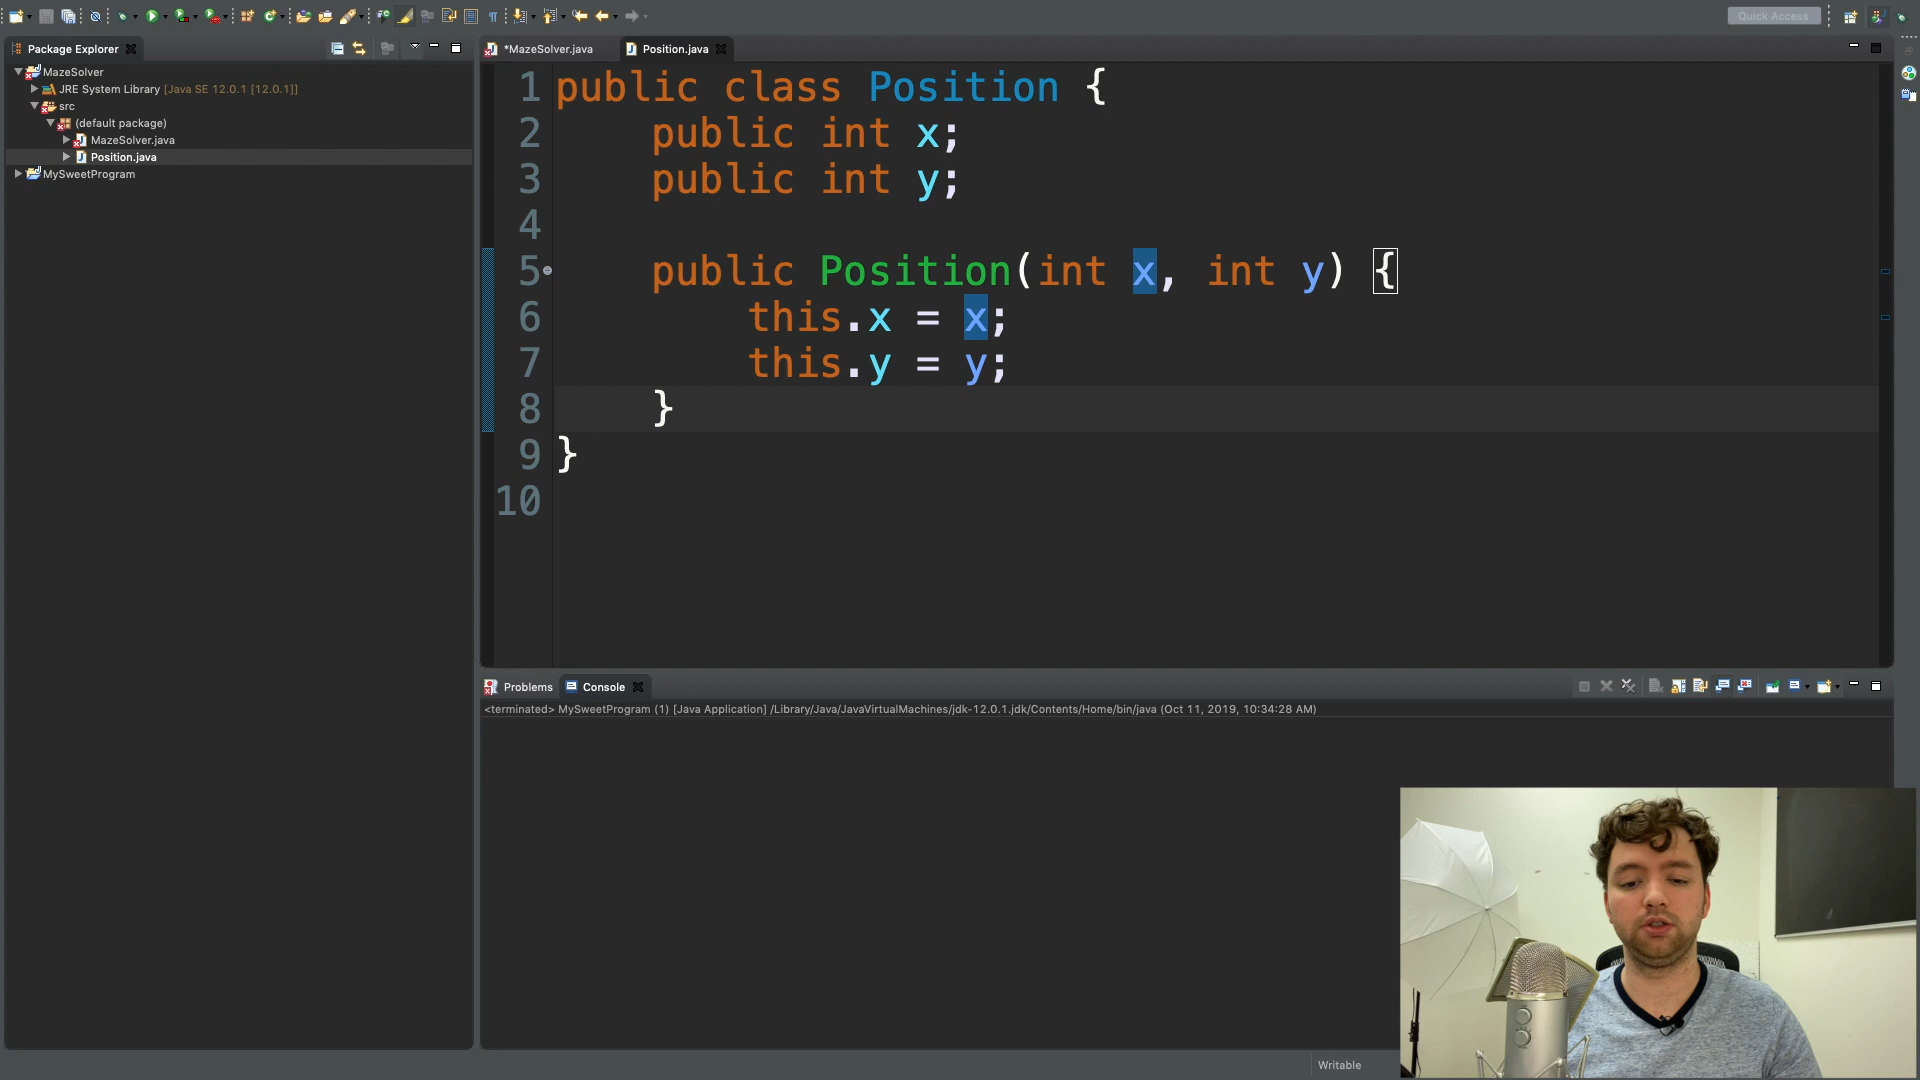 Quick Access
Package Explorer
*MazeSolver.java
Position.java
MazeSolver
JRE System Library [Java SE 12.0.1 [12.0.1]]
src
(default package)
MazeSolver.java
Position.java
MySweetProgram
1 public class Position {
2 public int x;
3 public int y;
4
5 public Position(int x, int y) {
6 this.x = x;
7 this.y = y;
8 }
9 }
10
Problems
Console
<terminated> MySweetProgram (1) [Java Application] /Library/Java/JavaVirtualMachines/jdk-12.0.1.jdk/Contents/Home/bin/java (Oct 11, 2019, 10:34:28 AM)
Writable